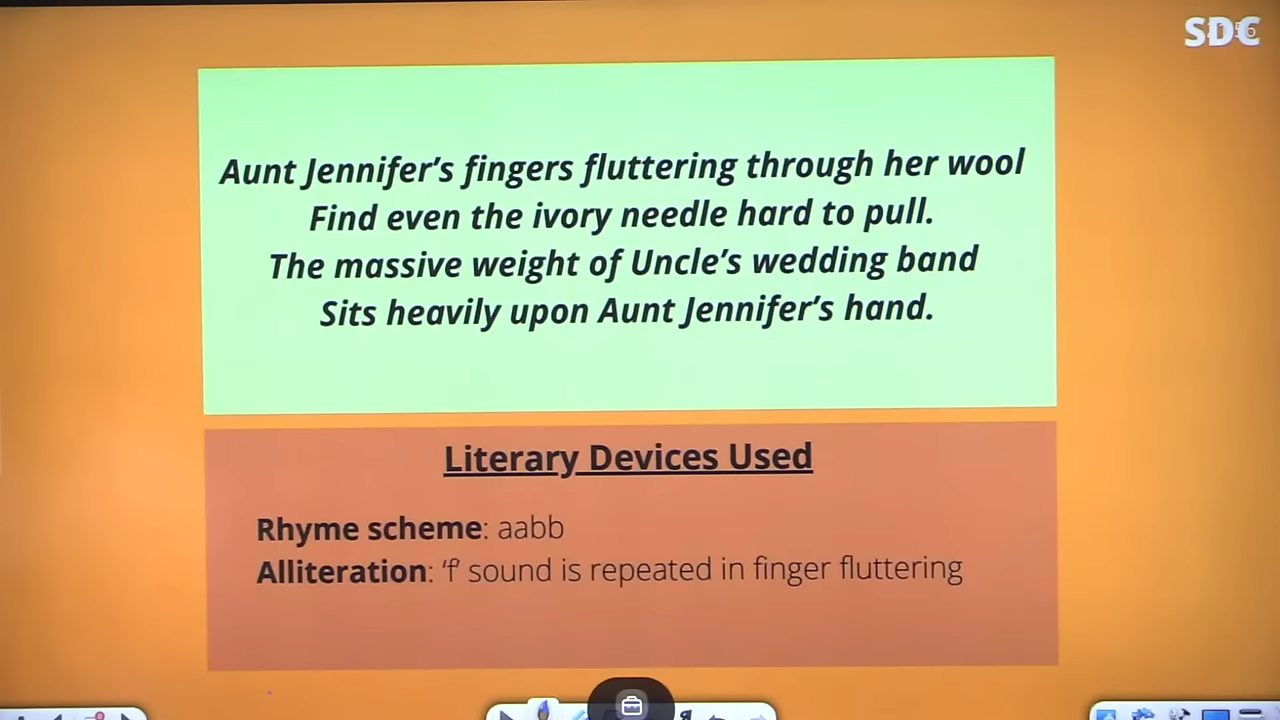 SDC
Aunt Jennifer’s fingers fluttering through her wool
Find even the ivory needle hard to pull.
The massive weight of Uncle’s wedding band
Sits heavily upon Aunt Jennifer’s hand.
Literary Devices Used
Rhyme scheme: aabb
Alliteration: ‘f’ sound is repeated in finger fluttering